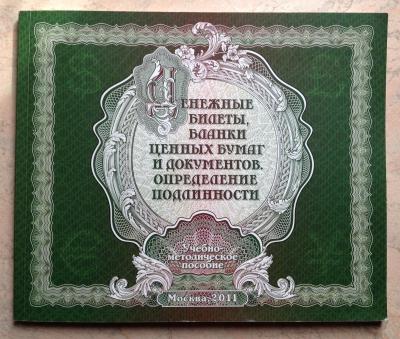 Денежные
билеты,
бланки
ценных бумаг
и документов.
Определение
подлинности
Учебно-
методическое
пособие
Москва, 2011